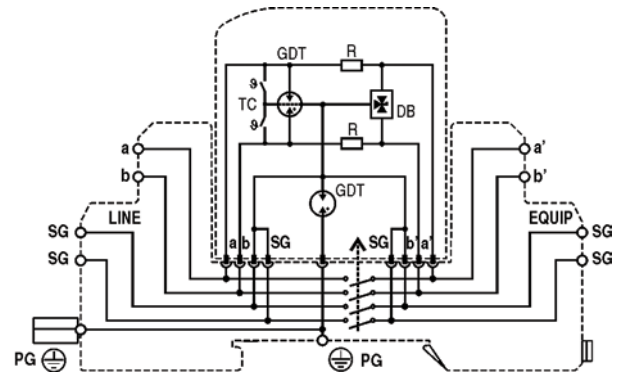 GDT R
ϑ
TC
DB
ϑ
R
a a'
b b'
GDT
LINE EQUIP
SG SG
a b SG SG b' a'
SG SG
PG PG